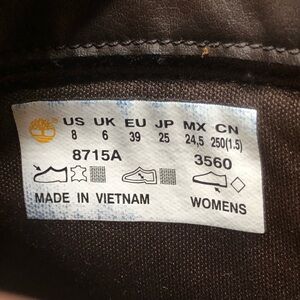 US UK EU JP MX CN
8 6 39 25 24,5 250(1.5)
8715A 3560
MADE IN VIETNAM WOMENS